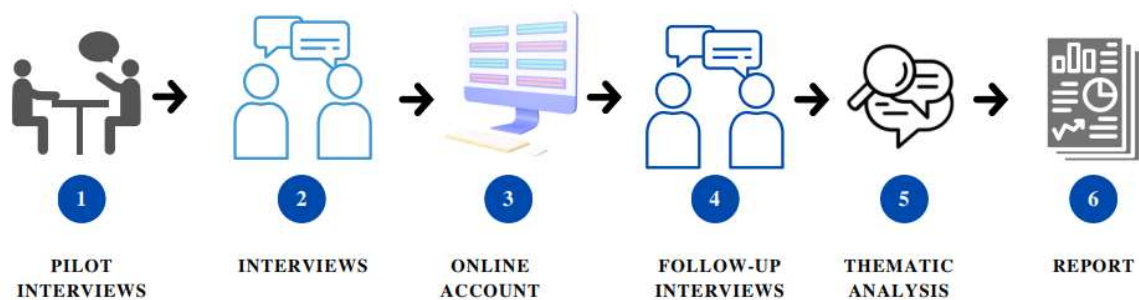 1
2
3
4
5
6
PILOT
INTERVIEWS
INTERVIEWS
ONLINE
ACCOUNT
FOLLOW-UP
INTERVIEWS
THEMATIC
ANALYSIS
REPORT